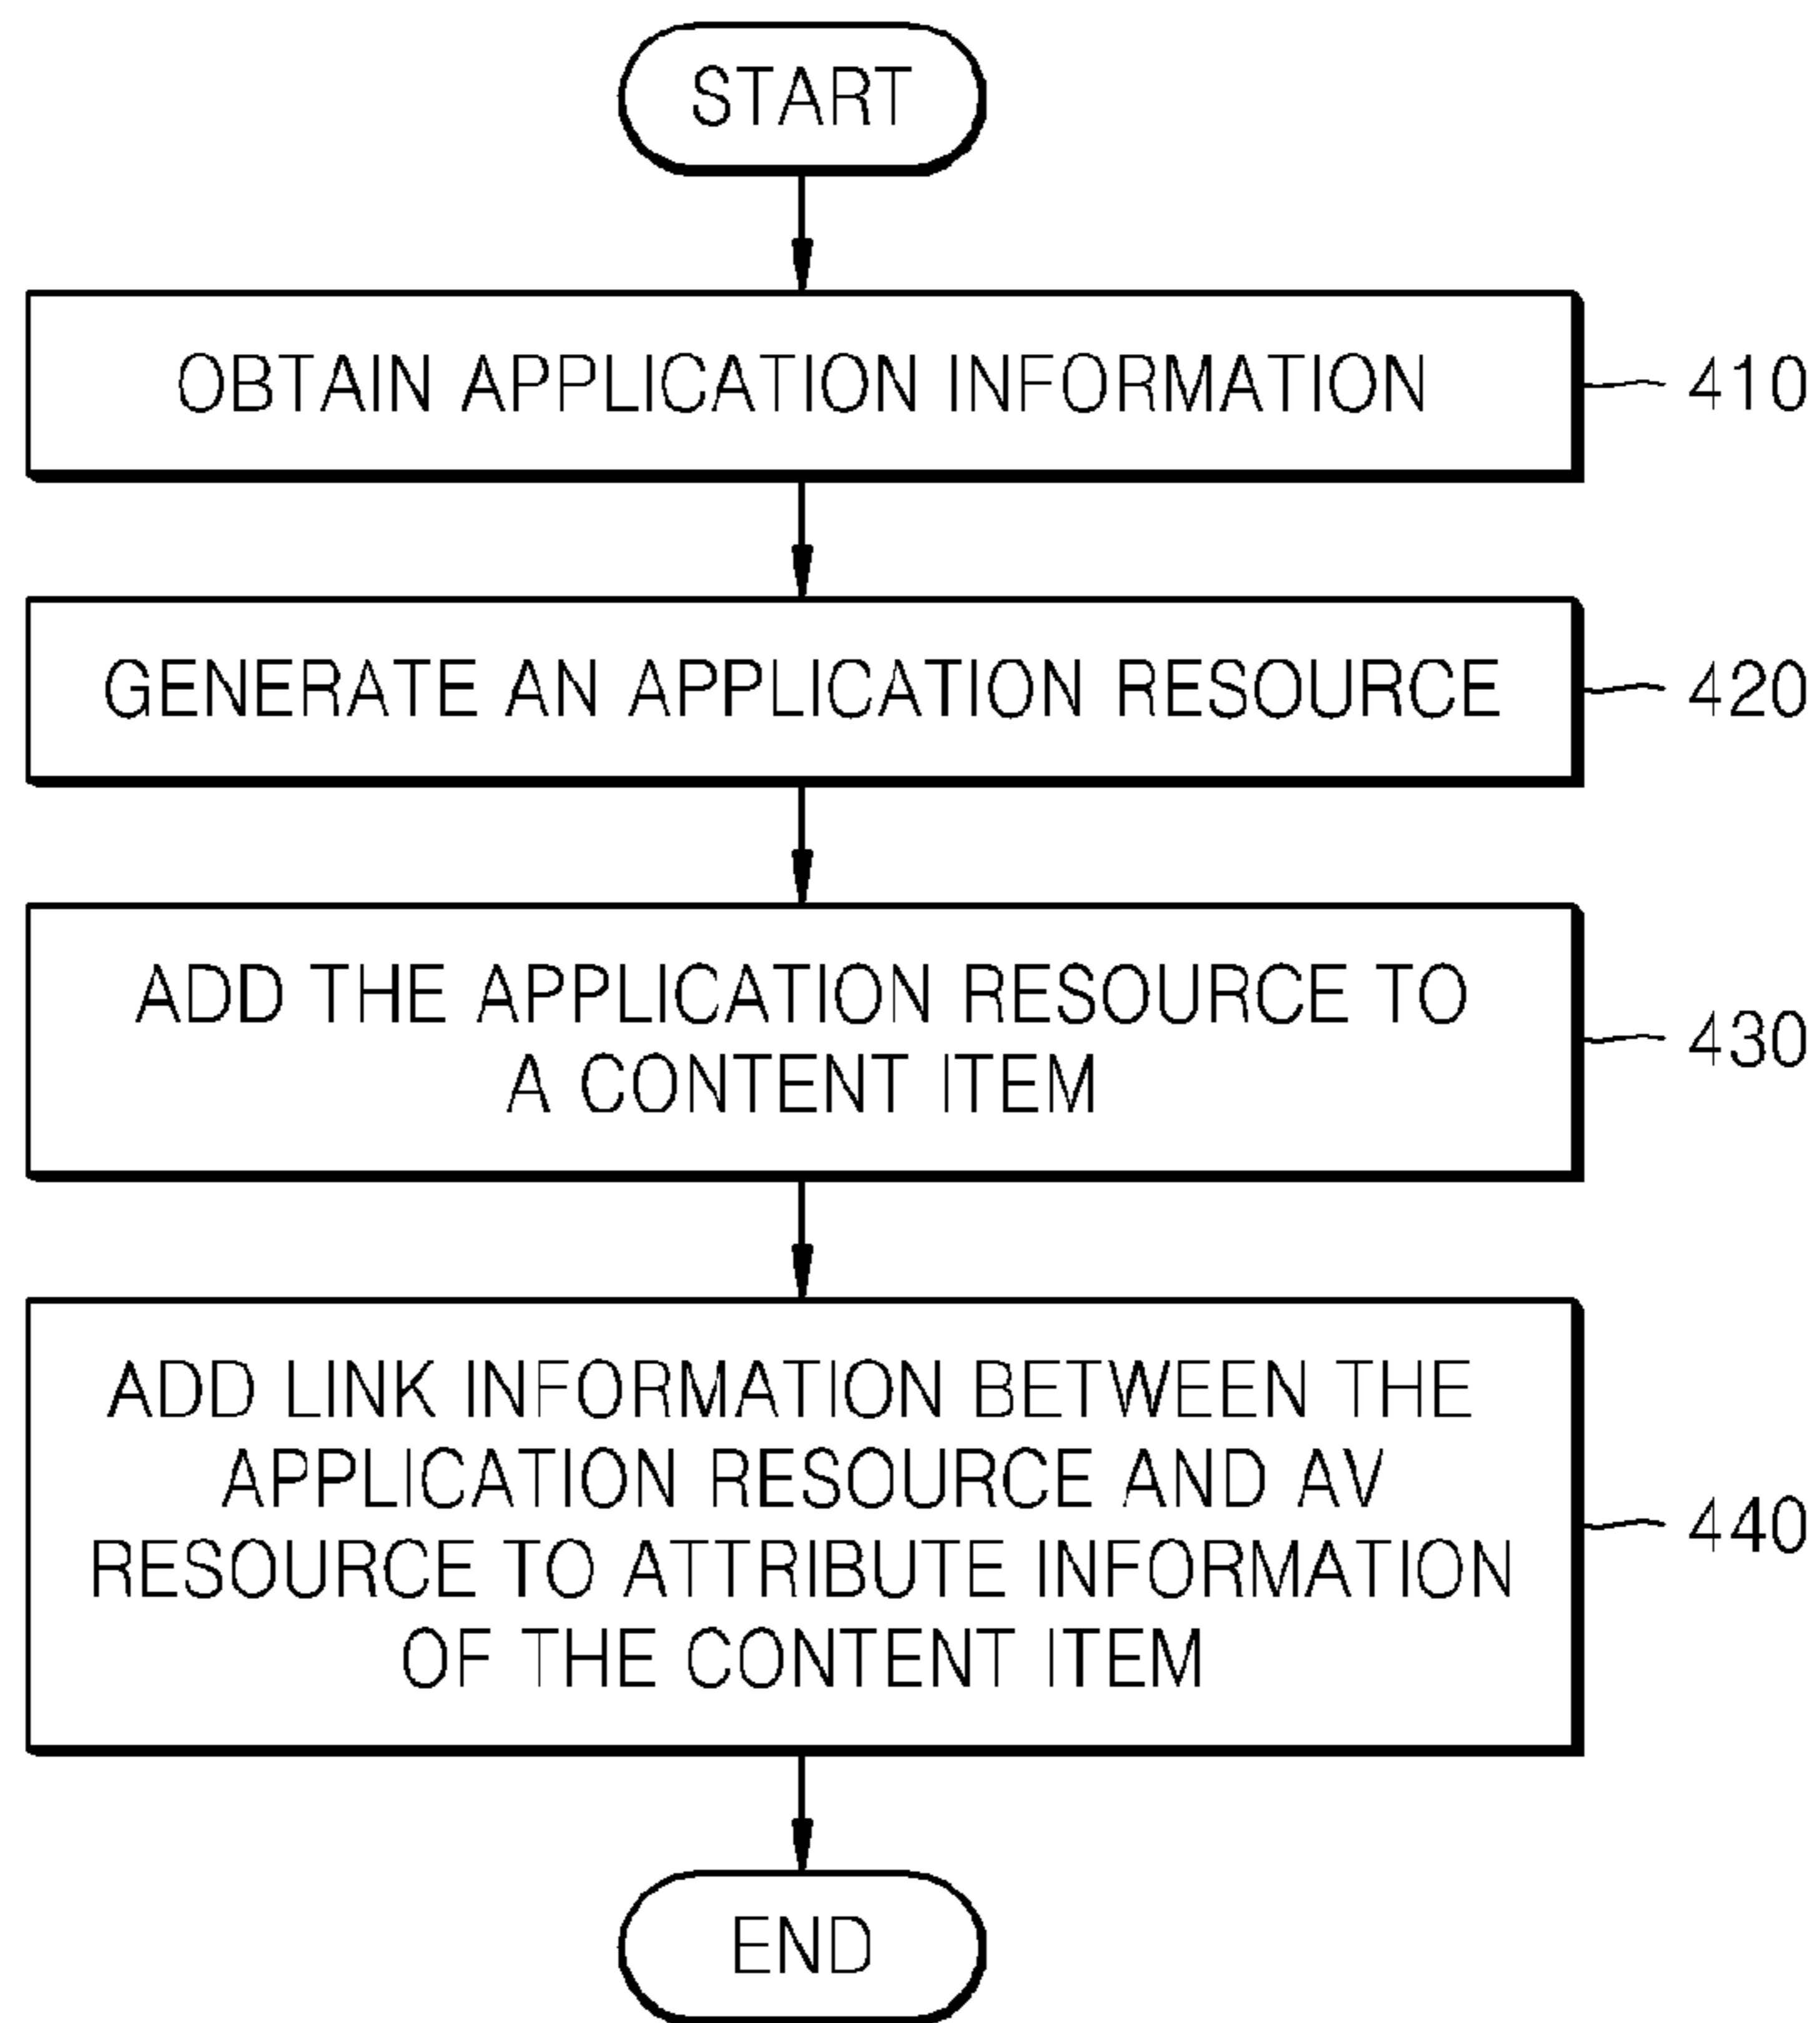 START
OBTAIN APPLICATION INFORMATION
410
GENERATE AN APPLICATION RESOURCE
420
ADD THE APPLICATION RESOURCE TO
A CONTENT ITEM
430
ADD LINK INFORMATION BETWEEN THE
APPLICATION RESOURCE AND AV
RESOURCE TO ATTRIBUTE INFORMATION
OF THE CONTENT ITEM
440
END